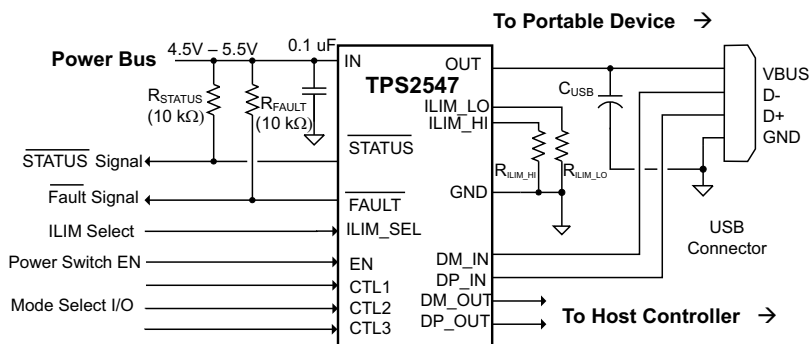 To Portable Device →
Power Bus
4.5V – 5.5V
0.1 uF
RSTATUS
(10 kΩ)
RFAULT
(10 kΩ)
STATUS Signal
Fault Signal
ILIM Select
Power Switch EN
Mode Select I/O
IN
TPS2547
STATUS
FAULT
ILIM_SEL
EN
CTL1
CTL2
CTL3
OUT
ILIM_LO
ILIM_HI
GND
DM_IN
DP_IN
DM_OUT
DP_OUT
CUSB
RILIM_HI
RILIM_LO
VBUS
D-
D+
GND
USB
Connector
To Host Controller →